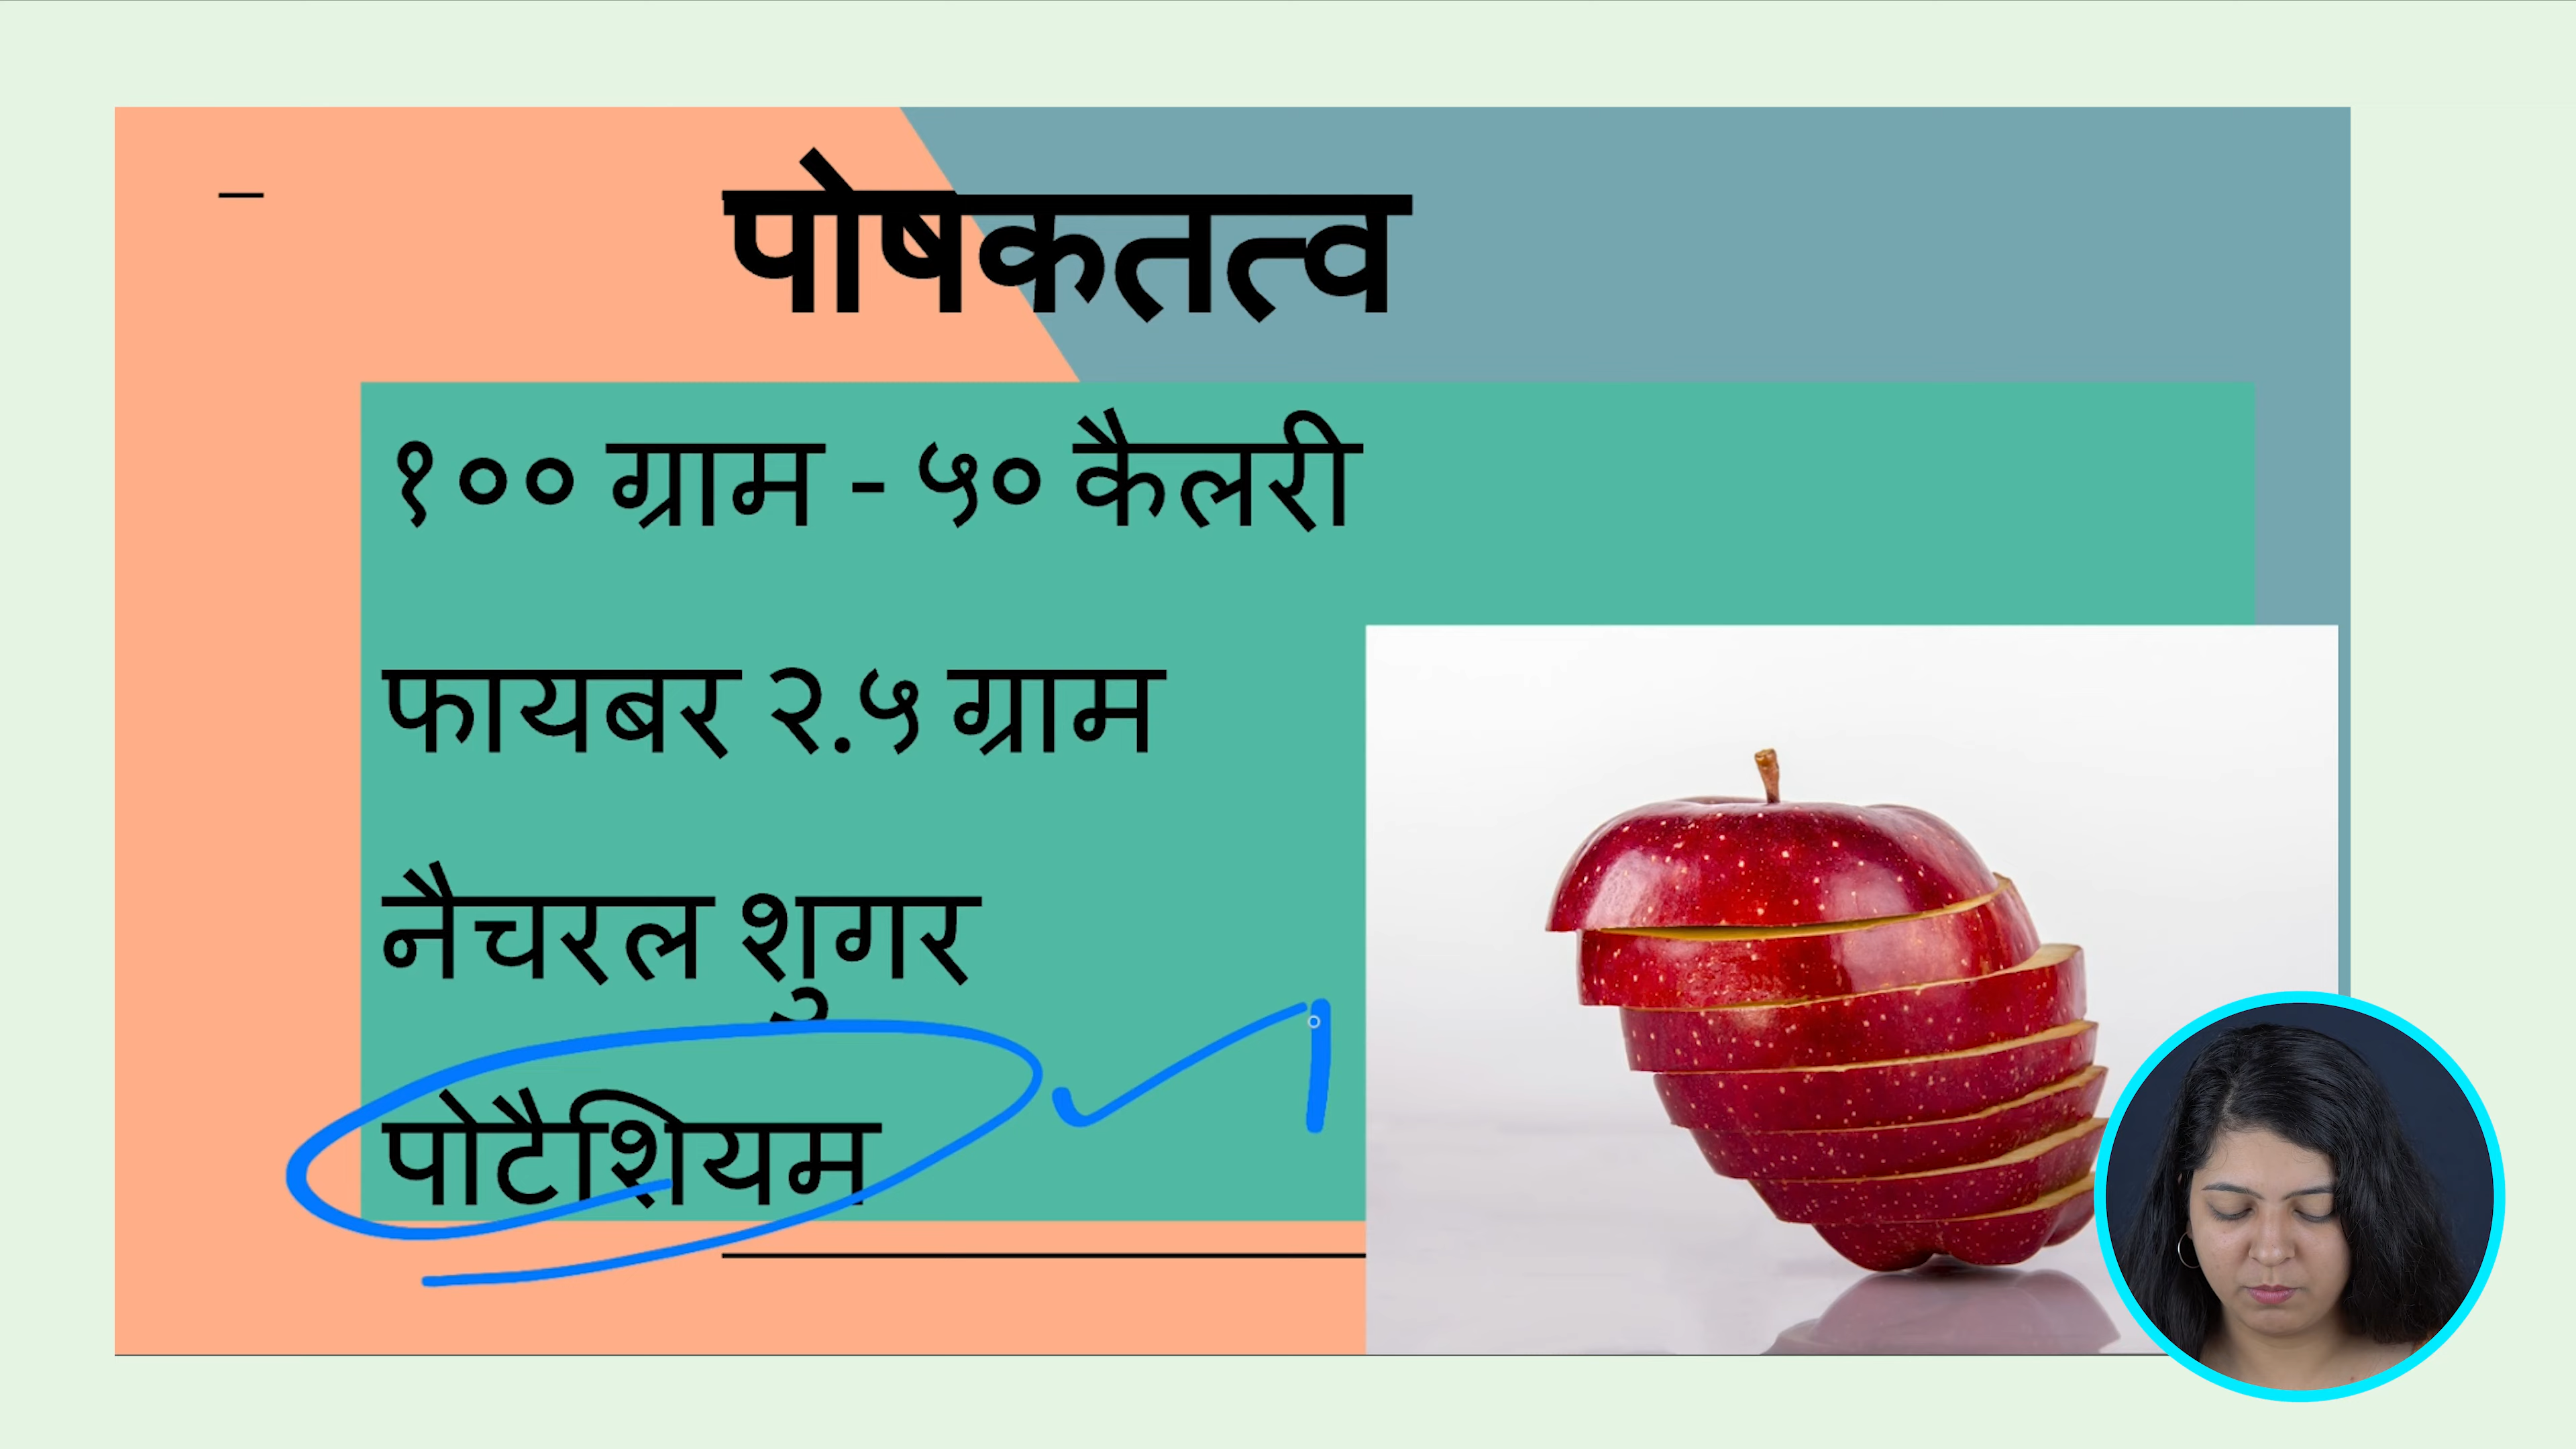 पोषकतत्व
१०० ग्राम - ५० कैलरी
फायबर २.५ ग्राम
नैचरल शुगर
पोटैशियम